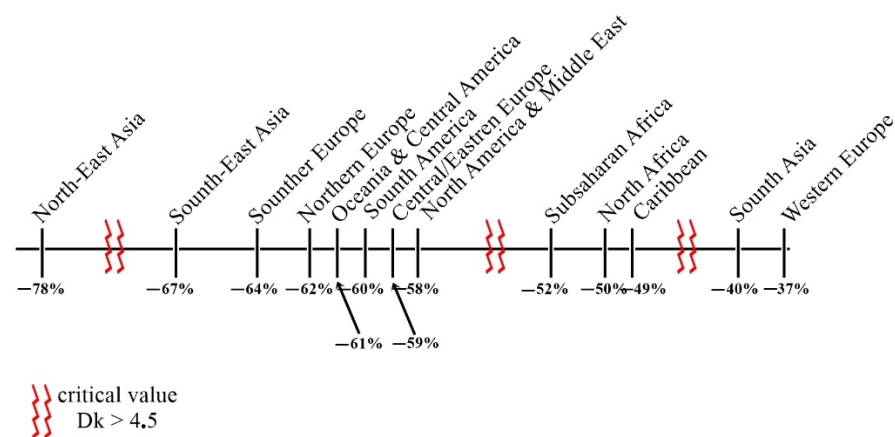 North-East Asia
Sounth-East Asia
Sounther Europe
Northern Europe
Oceania & Central America
Sounth America
Central/Eastren Europe
North America & Middle East
Subsaharan Africa
North Africa
Caribbean
Sounth Asia
Western Europe
—78%
—67%
—64%
—62%
—60%
—58%
—52%
—50%
—49%
—40%
—37%
—61%
—59%
critical value
Dk > 4.5